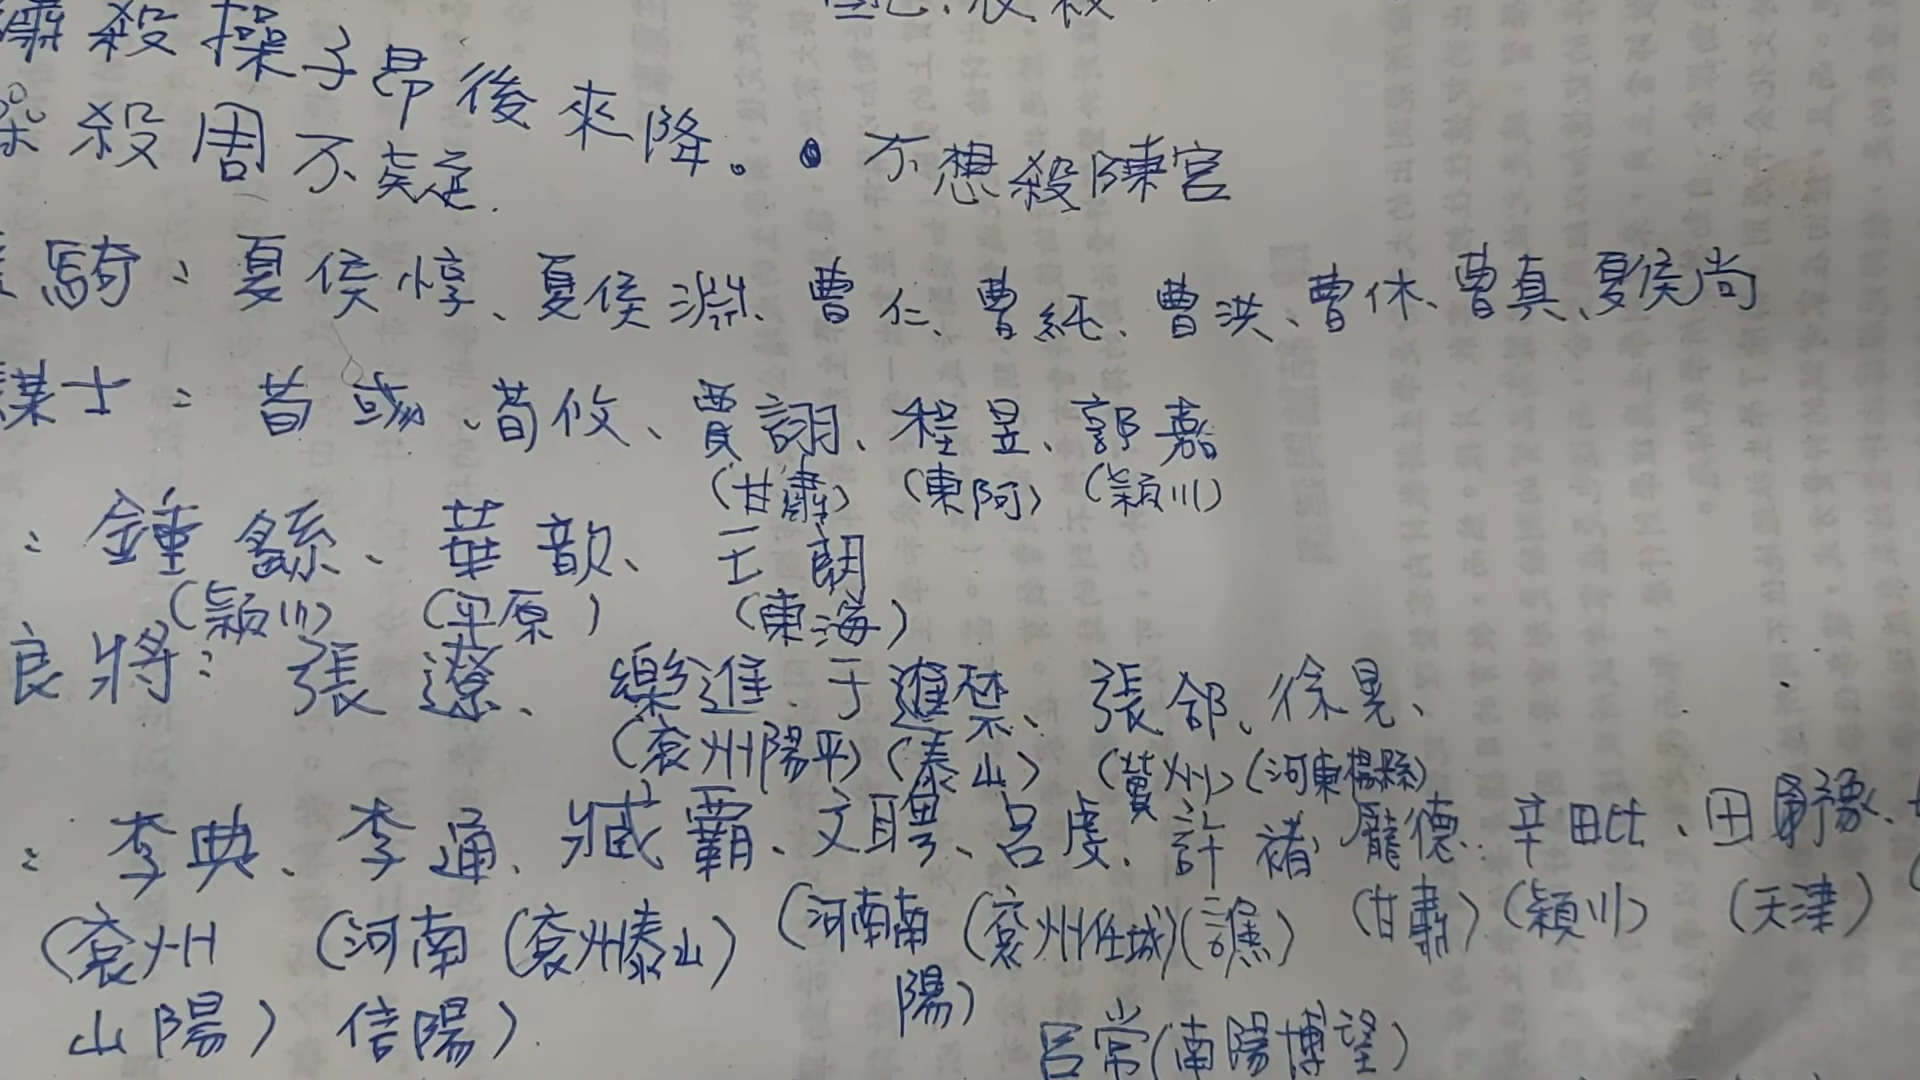 殺操子昂後來降。 不想殺陳宮
殺周不疑定
騎:夏侯惇、夏侯淵、曹仁、曹純、曹洪、曹休、曹真、夏侯尚
謀士:荀彧、荀攸、賈詡、程昱、郭嘉
(甘肅) (東阿) (潁川)
:鍾繇、華歆、王朗
(潁川) (平原) (東海)
良將:張遼、樂進、于進禁、張郃、徐晃、
(兗州陽平) (泰山) (冀州) (河東楊縣)
:李典、李通、臧霸、文聘、呂虔、許褚 龐德、辛毗、田豫、
(兗州 (河南 (兗州泰山) (河南南 (兗州任城) (譙) (甘肅) (潁川) (天津)
山陽) 信陽) 陽)
呂常(南陽博望)